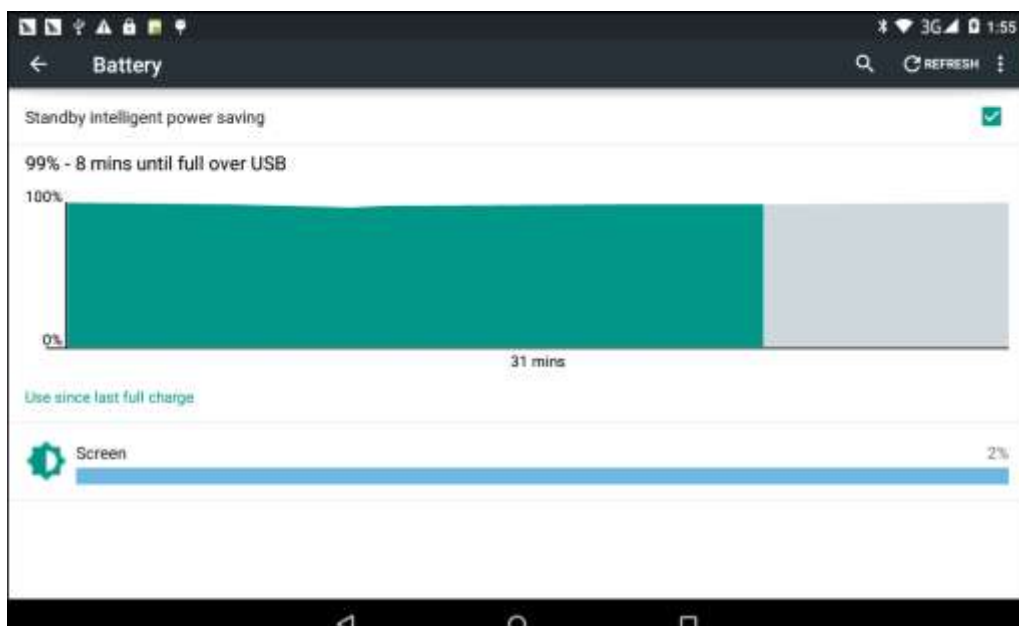 3G 1:55
Battery REFRESH
Standby intelligent power saving
99% - 8 mins until full over USB
100%
0%
31 mins
Use since last full charge
Screen 2%